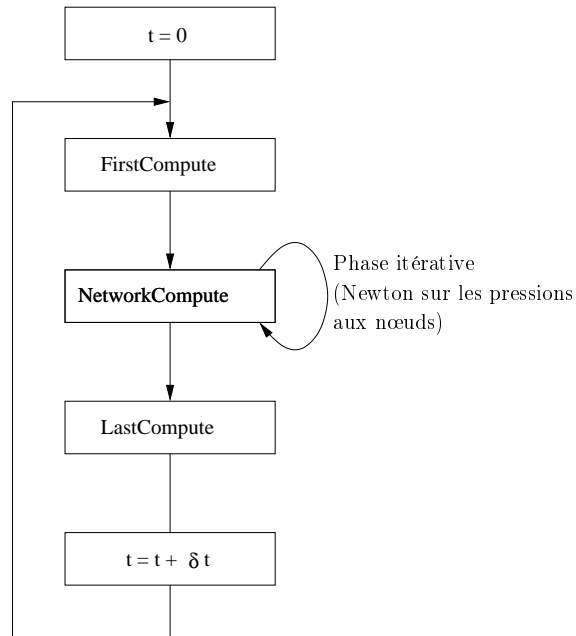 t = 0
FirstCompute
NetworkCompute
Phase itérative
(Newton sur les pressions
aux nœuds)
LastCompute
t = t + δ t